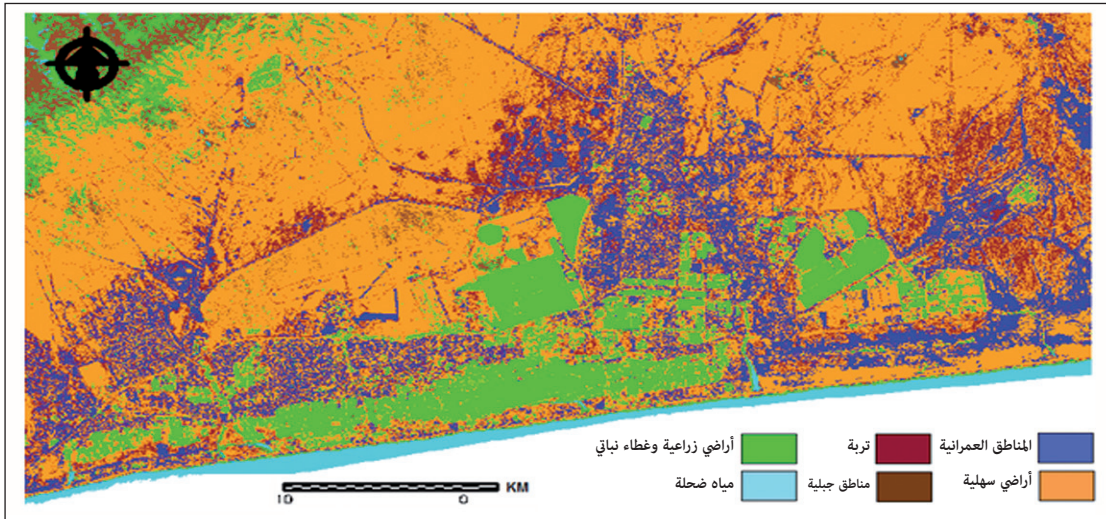 المناطق العمرانية
تربة
أراضي زراعية وغطاء نباتي
أراضي سهلية
مناطق جبلية
مياه ضحلة
10 0 KM